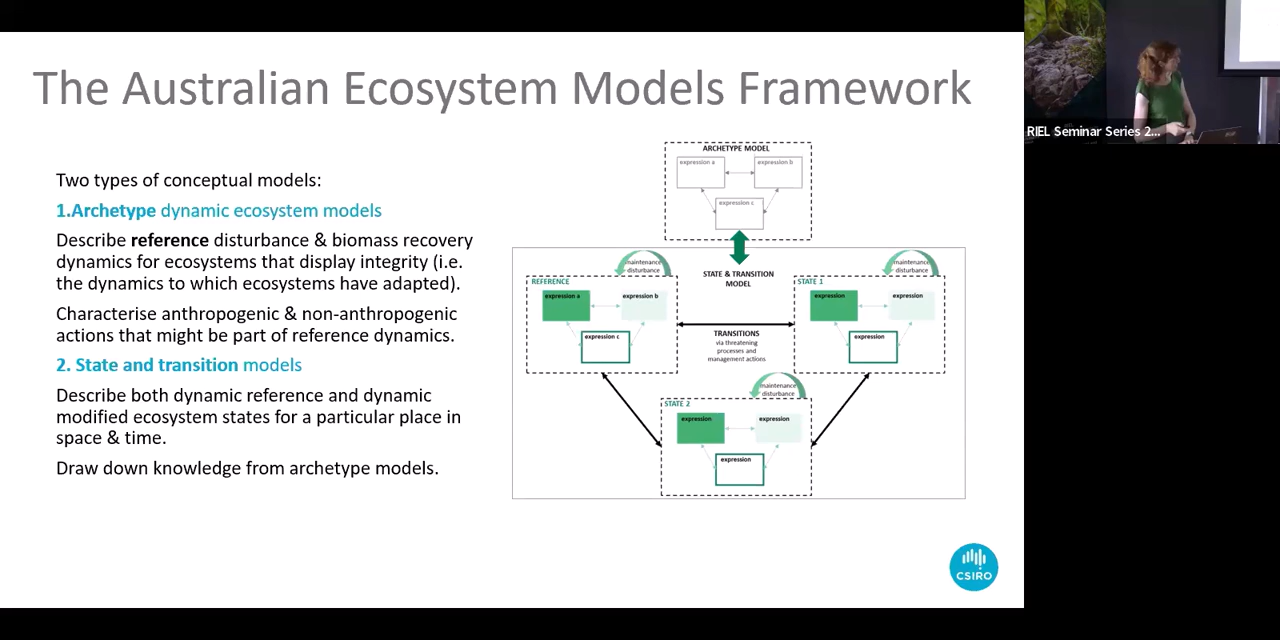 The Australian Ecosystem Models Framework
Two types of conceptual models:
1.Archetype dynamic ecosystem models
Describe reference disturbance & biomass recovery
dynamics for ecosystems that display integrity (i.e.
the dynamics to which ecosystems have adapted).
Characterise anthropogenic & non-anthropogenic
actions that might be part of reference dynamics.
2. State and transition models
Describe both dynamic reference and dynamic
modified ecosystem states for a particular place in
space & time.
Draw down knowledge from archetype models.
ARCHETYPE MODEL
expression a
expression b
expression c
STATE & TRANSITION
MODEL
maintenance
disturbance
REFERENCE
expression a
expression b
expression c
TRANSITIONS
via threatening
processes and
management actions
maintenance
disturbance
STATE 1
expression
expression
expression
maintenance
disturbance
STATE 2
expression
expression
expression
CSIRO
RIEL Seminar Series 2...